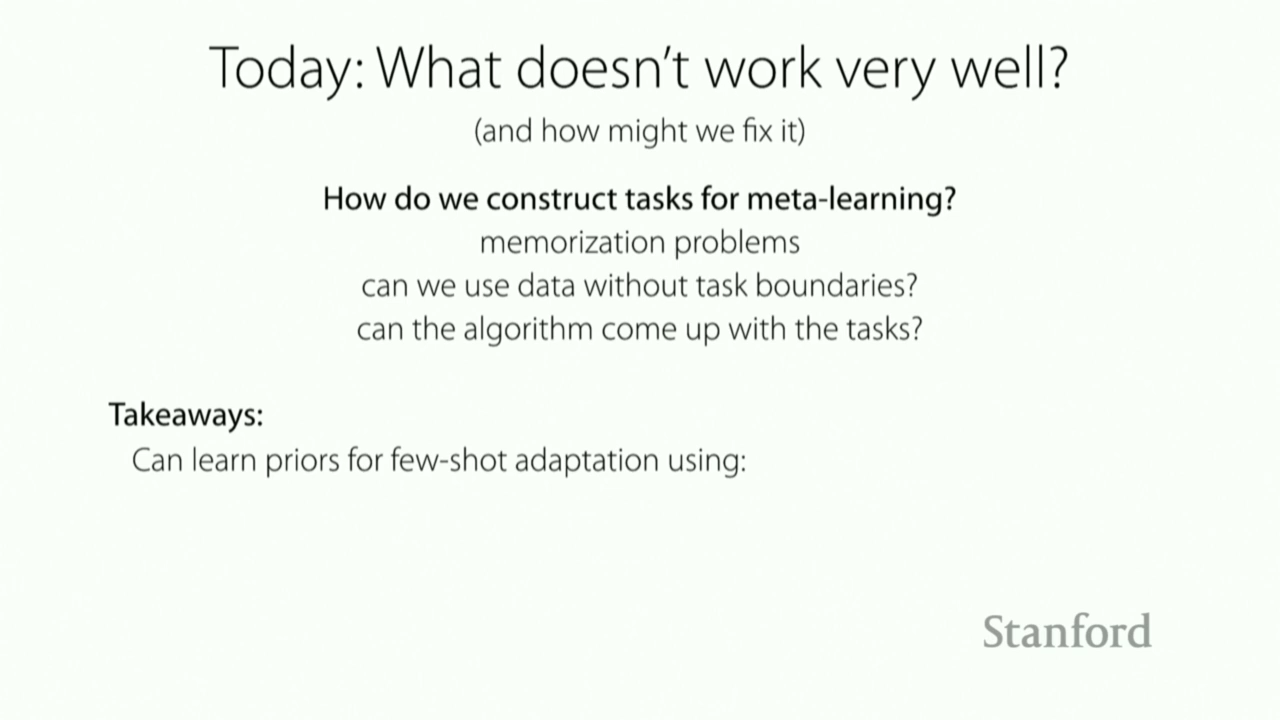 Today: What doesn't work very well?
(and how might we fix it)
How do we construct tasks for meta-learning?
memorization problems
can we use data without task boundaries?
can the algorithm come up with the tasks?
Takeaways:
Can learn priors for few-shot adaptation using:
Stanford